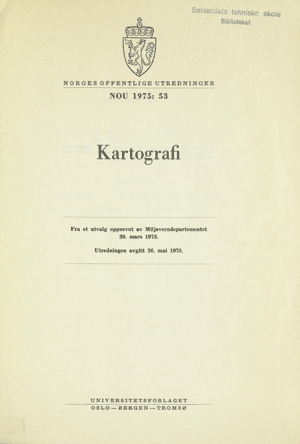 Sørlandets tekniske skole
Biblioteket
NORGES OFFENTLIGE UTREDNINGER
NOU 1975: 53
Kartografi
Fra et utvalg oppnevnt av Miljøverndepartementet
20. mars 1973.
Utredningen avgitt 26. mai 1975.
UNIVERSITETSFORLAGET
OSLO — BERGEN — TROMSØ